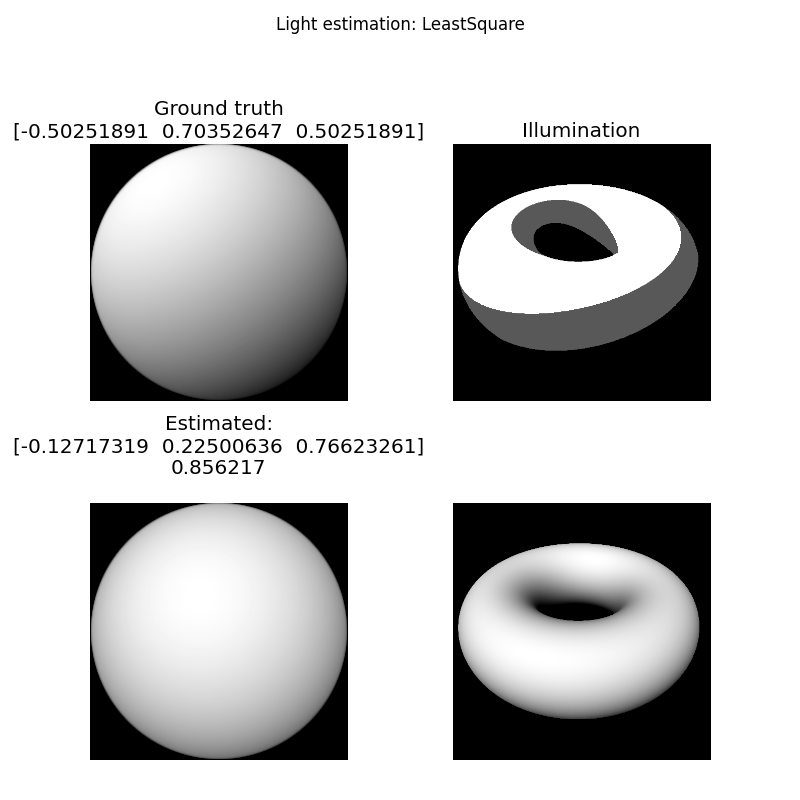 Light estimation: LeastSquare
Ground truth
[-0.50251891  0.70352647  0.50251891]
Illumination
Estimated:
[-0.12717319  0.22500636  0.76623261]
0.856217